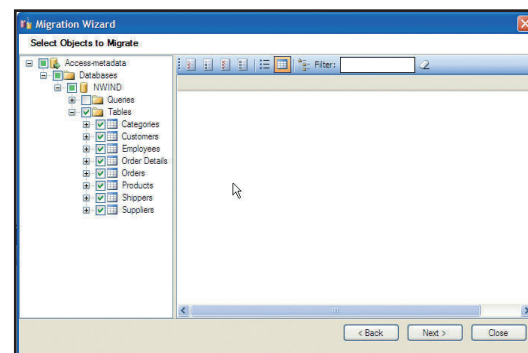 Migration Wizard
Select Objects to Migrate
Access-metadata
Databases
NWIND
Queries
Tables
Categories
Customers
Employees
Order Details
Orders
Products
Shippers
Suppliers
Filter:
< Back
Next >
Close